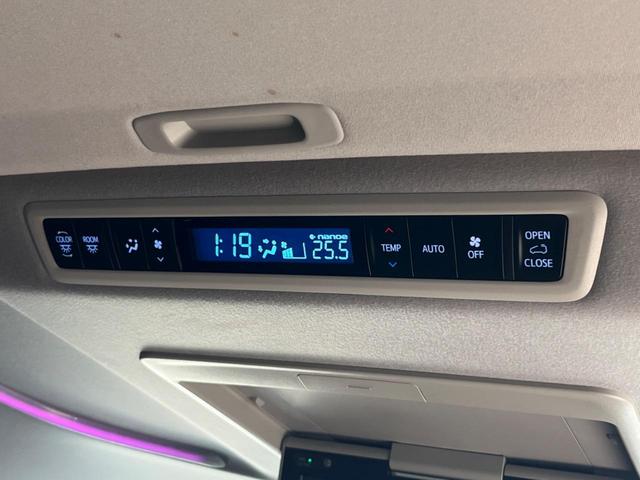 COLOR
ROOM
1:19
nanoe
25.5
TEMP
AUTO
OFF
OPEN
CLOSE